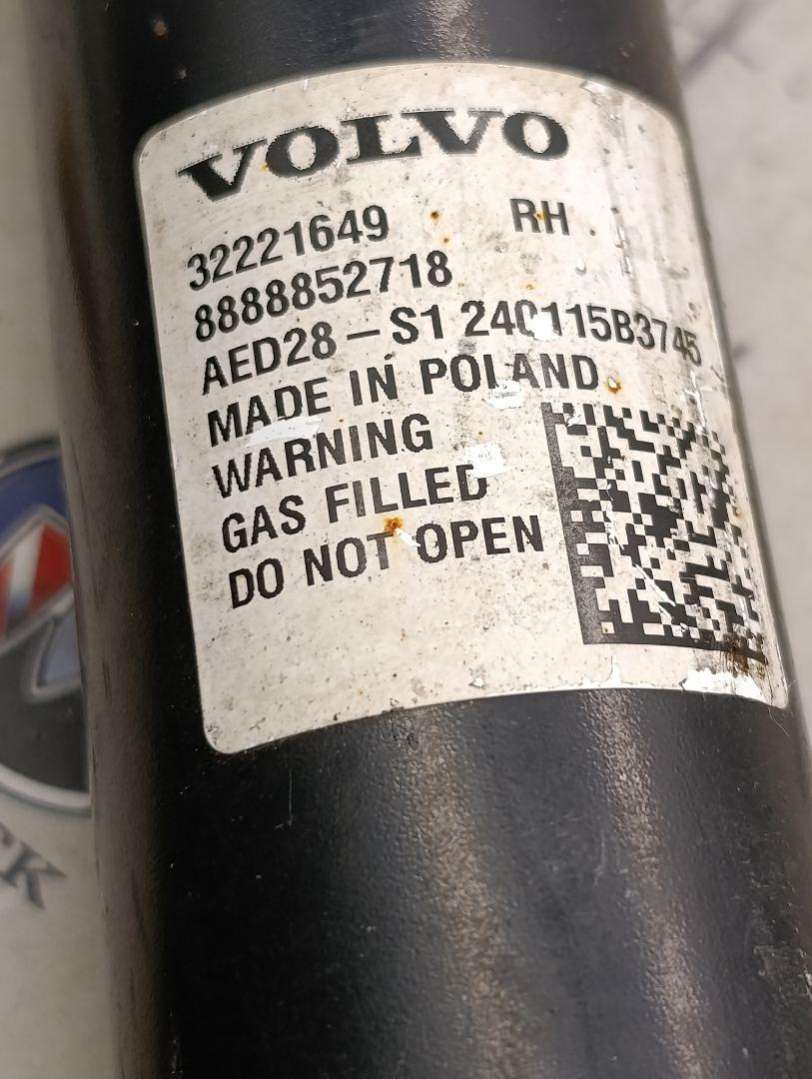 VOLVO
32221649 RH
8888852718
AED28-S1 240115B3745
MADE IN POLAND
WARNING
GAS FILLED
DO NOT OPEN